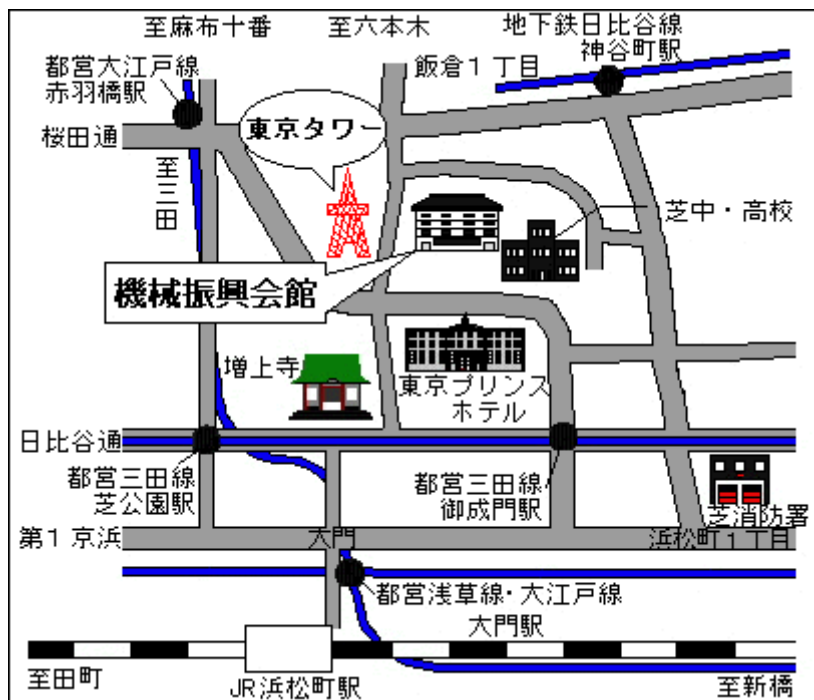 至麻布十番
至六本木
地下鉄日比谷線
神谷町駅
都営大江戸線
赤羽橋駅
飯倉1丁目
東京タワー
桜田通
至三田
芝中・高校
機械振興会館
増上寺
東京プリンス
ホテル
日比谷通
都営三田線
芝公園駅
都営三田線
御成門駅
芝消防署
第1京浜
大門
浜松町1丁目
都営浅草線・大江戸線
大門駅
至田町
JR浜松町駅
至新橋